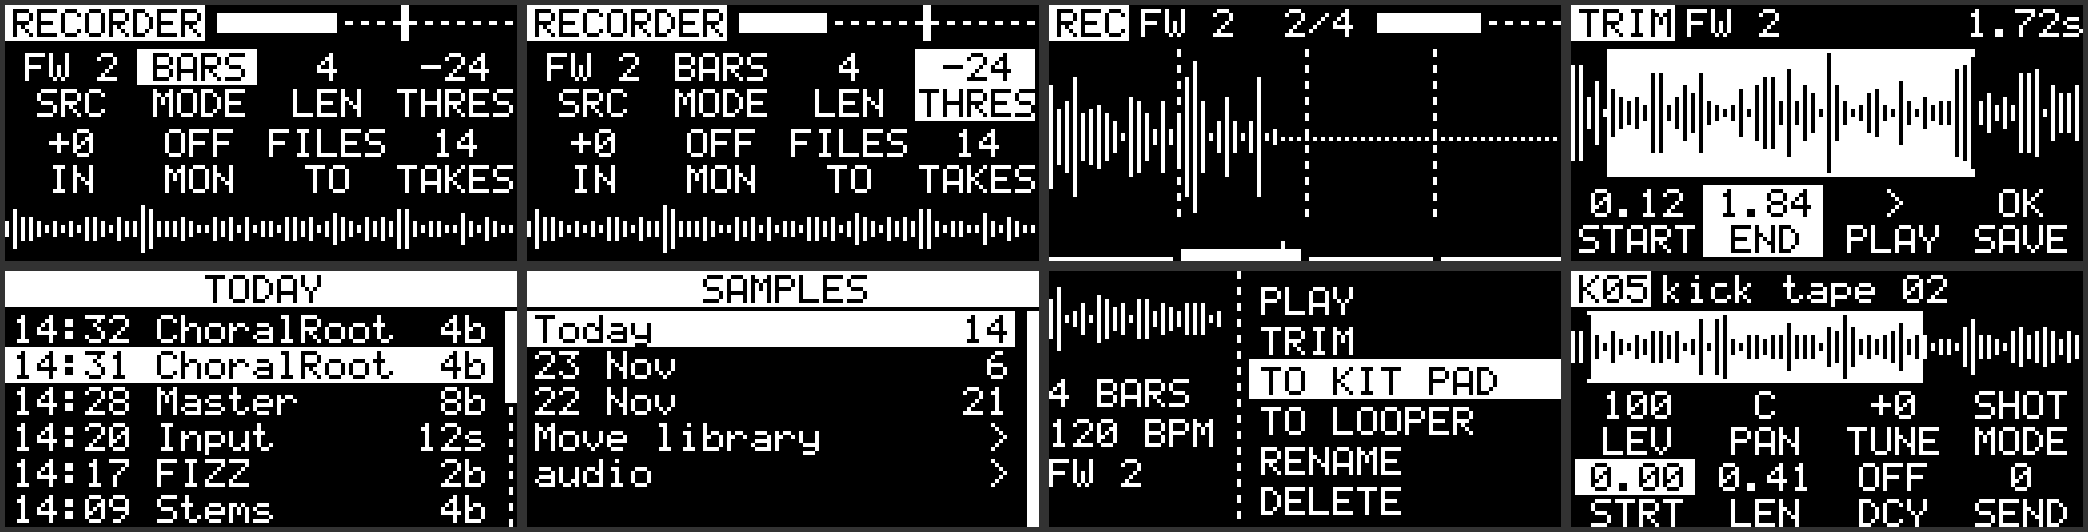 RECORDER
FW 2 BARS 4 -24
SRC MODE LEN THRES
+0 OFF FILES 14
IN MON TO TAKES
RECORDER
FW 2 BARS 4 -24
SRC MODE LEN THRES
+0 OFF FILES 14
IN MON TO TAKES
REC FW 2 2/4
TRIM FW 2 1.72s
0.12 1.84 > OK
START END PLAY SAVE
TODAY
14:32 ChoralRoot 4b
14:31 ChoralRoot 4b
14:28 Master 8b
14:20 Input 12s
14:17 FIZZ 2b
14:09 Stems 4b
SAMPLES
Today 14
23 Nov 6
22 Nov 21
Move library >
audio >
4 BARS
120 BPM
FW 2
PLAY
TRIM
TO KIT PAD
TO LOOPER
RENAME
DELETE
K05 kick tape 02
100 C +0 SHOT
LEV PAN TUNE MODE
0.00 0.41 OFF 0
STRT LEN DCY SEND